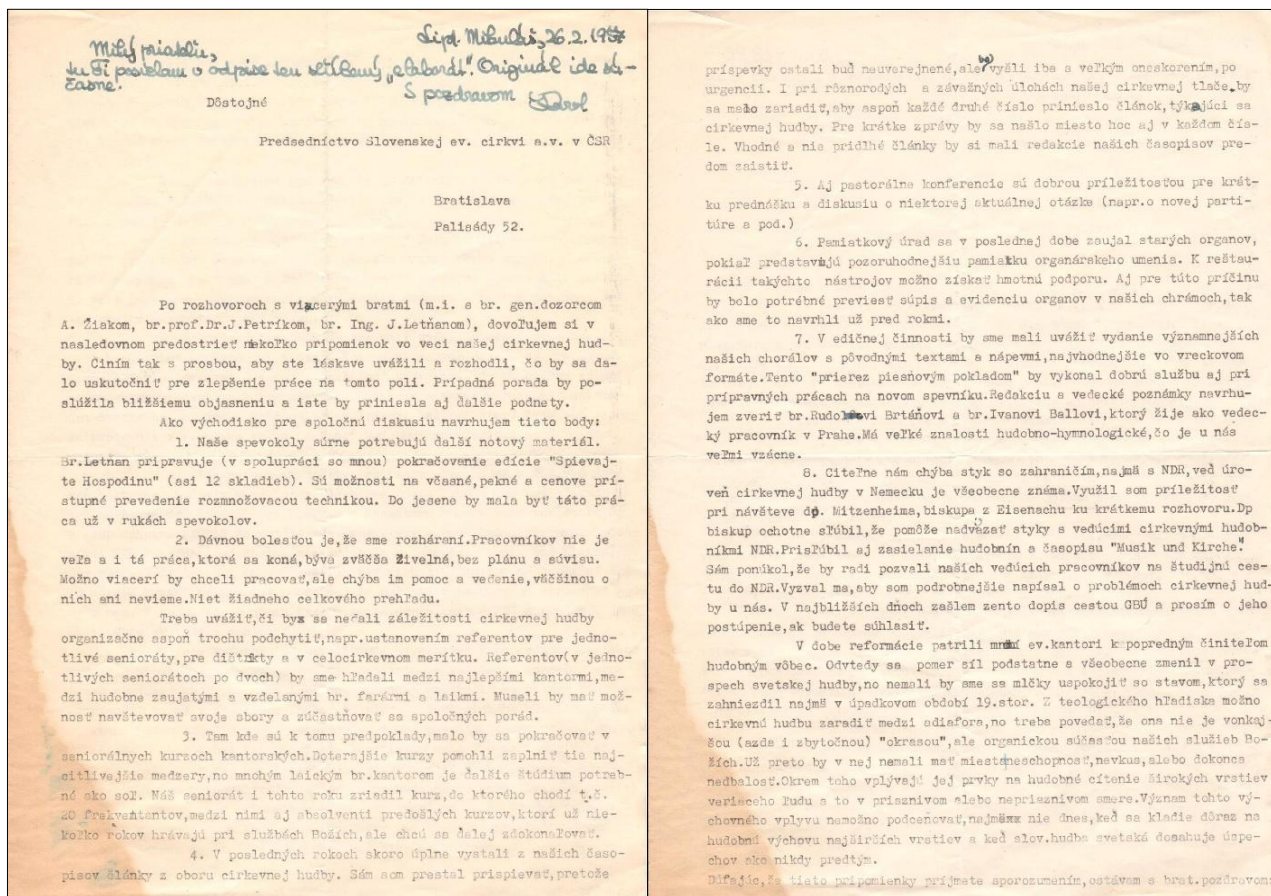 Lipt. Mikuláš, 26.2.1957
Milý priateľu,
tu Ti posielam v odpise ten sľúbený „elaborát". Originál ide sú-
časne.
S pozdravom
Dôstojné
Predsedníctvo Slovenskej ev. cirkvi a.v. v ČSR
Bratislava
Palisády 52.
Po rozhovoroch s viacerými bratmi (m.i. s br. gen.dozorcom
A. Žiakom, br.prof.Dr.J.Petríkom, br. Ing. J.Letňanom), dovoľujem si v
nasledovnom predostrieť niekoľko pripomienok vo veci našej cirkevnej hud-
by. Činím tak s prosbou, aby ste láskave uvážili a rozhodli, čo by sa da-
lo uskutočniť pre zlepšenie práce na tomto poli. Prípadná porada by po-
slúžila bližšiemu objasneniu a iste by priniesla aj ďalšie podnety.
Ako východisko pre spoločnú diskusiu navrhujem tieto body:
1. Naše spevokoly súrne potrebujú ďalší notový materiál.
Br.Letňan pripravuje (v spolupráci so mnou) pokračovanie edície "Spievaj-
te Hospodinu" (asi 12 skladieb). Sú možnosti na včasné,pekné a cenove prí-
stupné prevedenie rozmnožovacou technikou. Do jesene by mala byť táto prá-
ca už v rukách spevokolov.
2. Dávnou bolesťou je,že sme rozháraní.Pracovníkov nie je
veľa a i tá práca,ktorá sa koná,býva zväčša živelná,bez plánu a súvisu.
Možno viacerí by chceli pracovať,ale chýba im pomoc a vedenie,väčšinou o
nich ani nevieme.Niet žiadneho celkového prehľadu.
Treba uvážiť,či by sa nedali záležitosti cirkevnej hudby
organizačne aspoň trochu podchytiť,napr.ustanovením referentov pre jedno-
tlivé senioráty,pre dištrikty a v celocirkevnom merítku. Referentov(v jedno-
tlivých seniorátoch po dvoch) by sme hľadeli medzi najlepšími kantormi,me-
dzi hudobne zaujatými a vzdelanými br. farármi a laikmi. Museli by mať mož-
nosť navštevovať svoje sbory a zúčastňovať sa spoločných porád.
3. Tam kde sú k tomu predpoklady,malo by sa pokračovať v
seniorálnych kurzoch kantorských.Doterajšie kurzy pomohli zaplniť tie naj-
citlivejšie medzery,no mnohým laickým br.kantorom je ďalšie štúdium potreb-
né ako soľ. Náš seniorát i tohto roku zriadil kurz,do ktorého chodí t.č.
20 frekventantov,medzi nimi aj absolventi predošlých kurzov,ktorí už nie-
koľko rokov hrávajú pri službách Božích,ale chcú sa ďalej zdokonaľovať.
4. V posledných rokoch skoro úplne vystali z našich časo-
pisov články z oboru cirkevnej hudby. Sám som prestal prispievať,pretože
príspevky ostali buď neuverejnené,alebo vyšli iba s veľkým oneskorením,po
urgencii. I pri rôznorodých a závažných úlohách našej cirkevnej tlače,by
sa malo zariadiť,aby aspoň každé druhé číslo prinieslo článok,týkajúci sa
cirkevnej hudby. Pre krátke zprávy by sa našlo miesto hoc aj v každom čís-
le. Vhodné a nie pridlhé články by si mali redakcie našich časopisov pre-
dom zaistiť.
5. Aj pastorálne konferencie sú dobrou príležitosťou pre krát-
ku prednášku a diskusiu o niektorej aktuálnej otázke (napr.o novej parti-
túre a pod.)
6. Pamiatkový úrad sa v poslednej dobe zaujal starých organov,
pokiaľ predstavujú pozoruhodnejšiu pamiatku organárskeho umenia. K reštau-
rácii takýchto nástrojov možno získať hmotnú podporu. Aj pre túto príčinu
by bolo potrébné previesť súpis a evidenciu organov v našich chrámoch,tak
ako sme to navrhli už pred rokmi.
7. V edičnej činnosti by sme mali uvážiť vydanie významnejších
našich chorálov s pôvodnými textami a nápevmi,najvhodnejšie vo vreckovom
formáte.Tento "prierez piesňovým pokladom" by vykonal dobrú službu aj pri
prípravných prácach na novom spevníku.Redakciu a vedecké poznámky navrhu-
jem zveriť br.Rudolfovi Brtáňovi a br.Ivanovi Ballovi,ktorý žije ako vedec-
ký pracovník v Prahe.Má veľké znalosti hudobno-hymnologické,čo je u nás
veľmi vzácne.
8. Citeľne nám chýba styk so zahraničím,najmä s NDR,veď úro-
veň cirkevnej hudby v Nemecku je všeobecne známa.Využil som príležitosť
pri návšteve dp. Mitzenheima,biskupa z Eisenachu ku krátkemu rozhovoru.Dp
biskup ochotne sľúbil,že pomôže nadviazať styky s vedúcimi cirkevnými hudob-
níkmi NDR.Prisľúbil aj zasielanie hudobnín a časopisu "Musik und Kirche".
Sám ponúkol,že by radi pozvali našich vedúcich pracovníkov na študijnú ces-
tu do NDR.Vyzval ma,aby som podrobnejšie napísal o problémoch cirkevnej hud-
by u nás. V najbližších dňoch zašlem zento dopis cestou GBÚ a prosím o jeho
postúpenie,ak budete súhlasiť.
V dobe reformácie patrili ev.kantori k popredným činiteľom
hudobným vôbec. Odvtedy sa pomer síl podstatne a všeobecne zmenil v pro-
spech svetskej hudby,no nemali by sme sa mlčky uspokojiť so stavom,ktorý sa
zahniezdil najmä v úpadkovom období 19.stor. Z teologického hľadiska možno
cirkevnú hudbu zaradiť medzi adiafora,no treba povedať,že ona nie je vonkaj-
šou (azda i zbytočnou) "okrasou",ale organickou súčasťou našich služieb Bo-
žích.Už preto by v nej nemali mať miesta neschopnosť,nevkus,alebo dokonca
nedbalosť.Okrem toho vplývajú jej prvky na hudobné cítenie širokých vrstiev
veriaceho ľudu a to v priaznivom alebo nepriaznivom smere.Význam tohto vý-
chovného vplyvu nemožno podceňovať,najmä nie dnes,keď sa kladie dôraz na
hudobnú výchovu najširších vrstiev a keď slov.hudba svetská dosahuje úspe-
chov ako nikdy predtým.
Dúfajúc,že tieto pripomienky príjmete sporozumením,ostávam s brat.pozdravom: